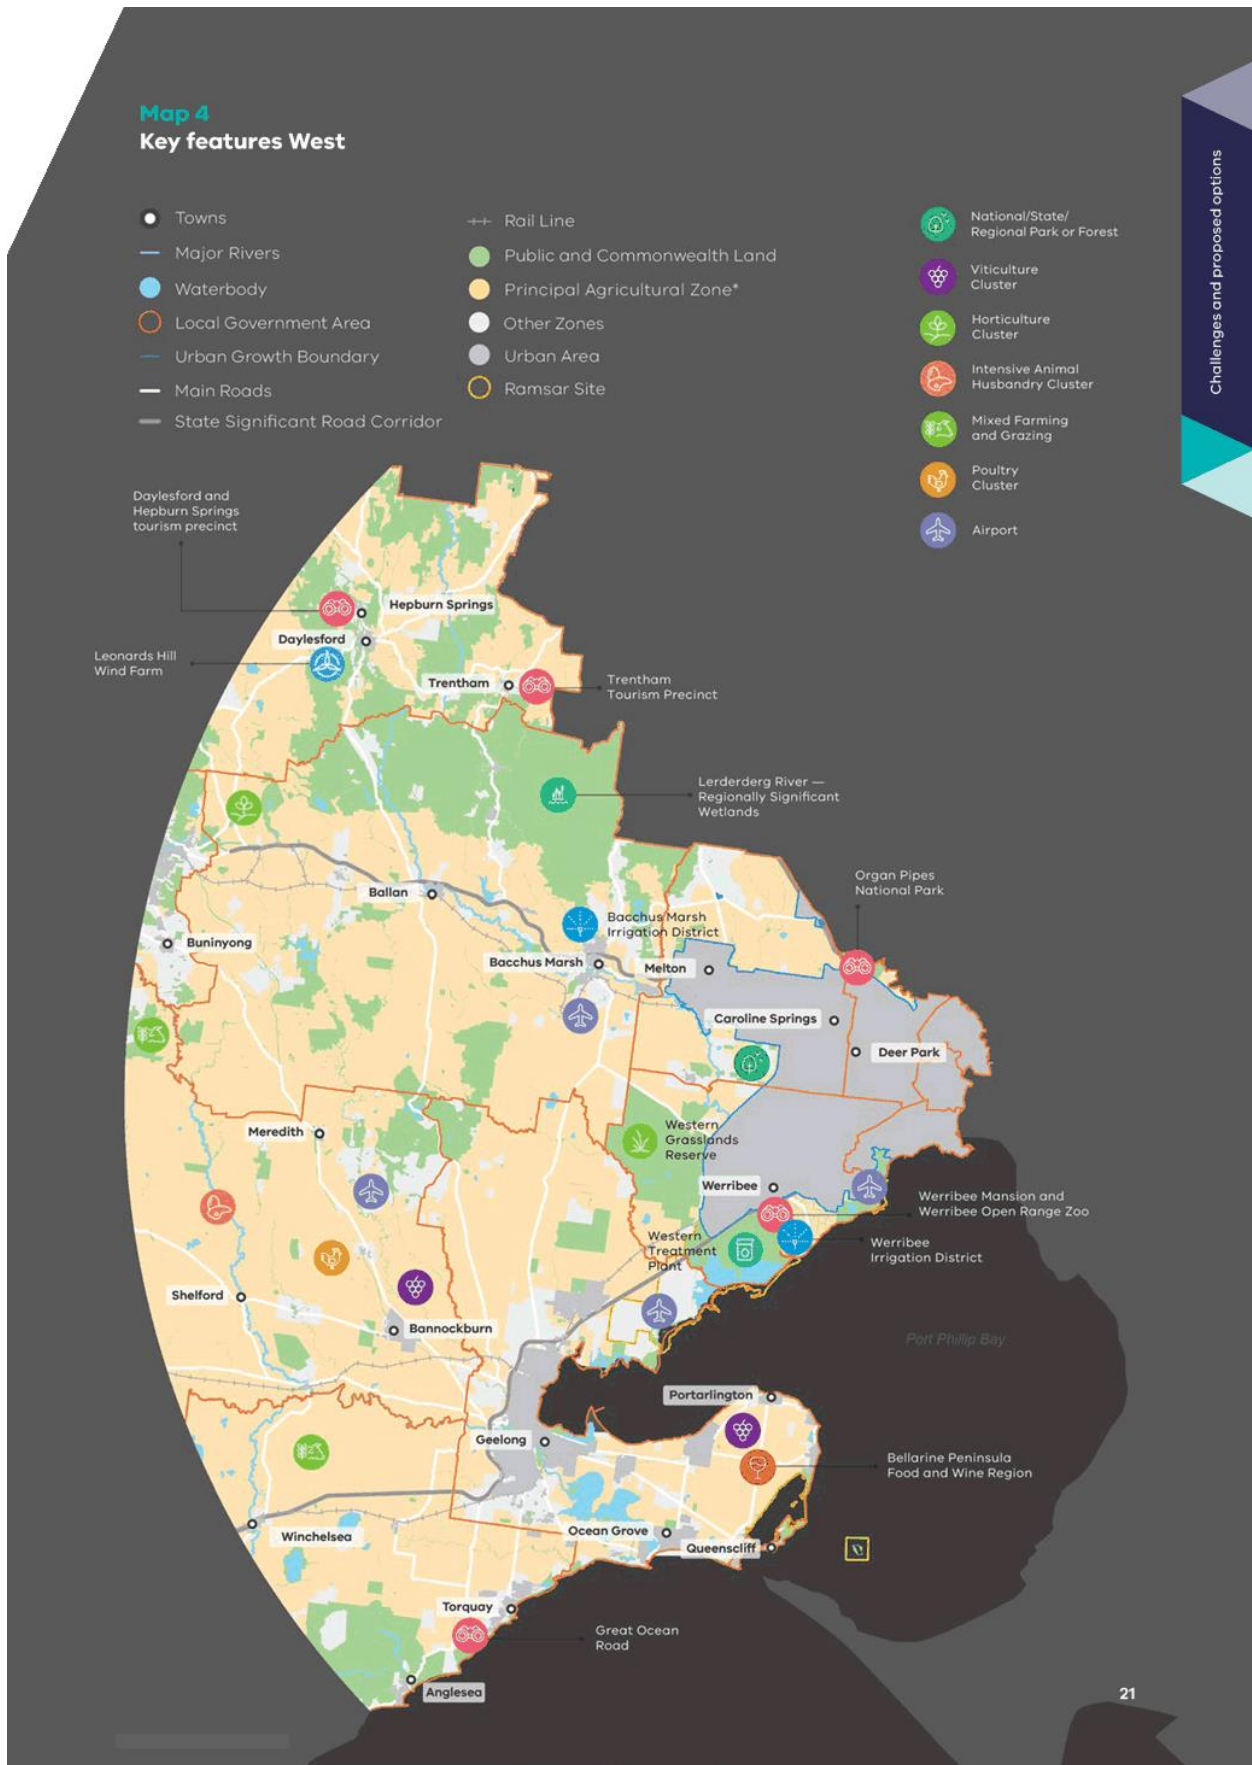 Map 4
Key features West
Challenges and proposed options
Towns
Major Rivers
Waterbody
Local Government Area
Urban Growth Boundary
Main Roads
State Significant Road Corridor
Rail Line
Public and Commonwealth Land
Principal Agricultural Zone*
Other Zones
Urban Area
Ramsar Site
National/State/
Regional Park or Forest
Viticulture
Cluster
Horticulture
Cluster
Intensive Animal
Husbandry Cluster
Mixed Farming
and Grazing
Poultry
Cluster
Airport
Daylesford and
Hepburn Springs
tourism precinct
Hepburn Springs
Daylesford
Leonards Hill
Wind Farm
Trentham
Trentham
Tourism Precinct
Lerderderg River —
Regionally Significant
Wetlands
Organ Pipes
National Park
Ballan
Bacchus Marsh
Irrigation District
Buninyong
Bacchus Marsh
Melton
Caroline Springs
Deer Park
Meredith
Western
Grasslands
Reserve
Werribee
Werribee Mansion and
Werribee Open Range Zoo
Western
Treatment
Plant
Werribee
Irrigation District
Shelford
Bannockburn
Port Phillip Bay
Portarlington
Geelong
Bellarine Peninsula
Food and Wine Region
Winchelsea
Ocean Grove
Queenscliff
Torquay
Great Ocean
Road
Anglesea
21